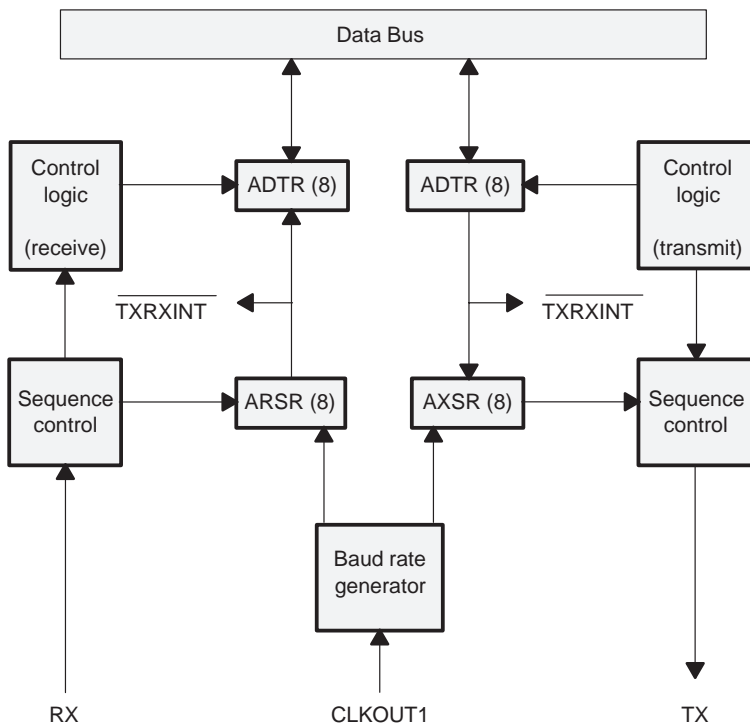 Data Bus
Control
logic
(receive)
ADTR (8)
ADTR (8)
Control
logic
(transmit)
TXRXINT
TXRXINT
Sequence
control
ARSR (8)
AXSR (8)
Sequence
control
Baud rate
generator
RX
CLKOUT1
TX